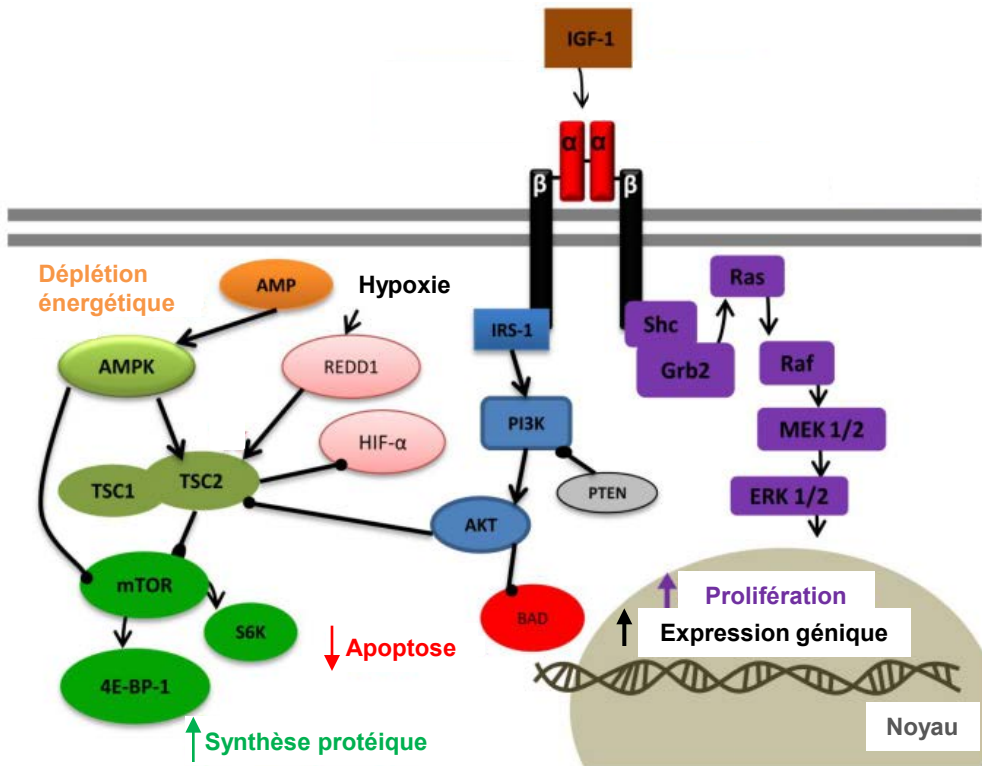 IGF-1
α α
β β
Déplétion
énergétique
AMP
Hypoxie
Ras
IRS-1
Shc
AMPK
REDD1
Grb2
Raf
HIF-α
PI3K
MEK 1/2
TSC1
TSC2
PTEN
ERK 1/2
AKT
mTOR
Prolifération
S6K
Apoptose
BAD
Expression génique
4E-BP-1
Synthèse protéique
Noyau